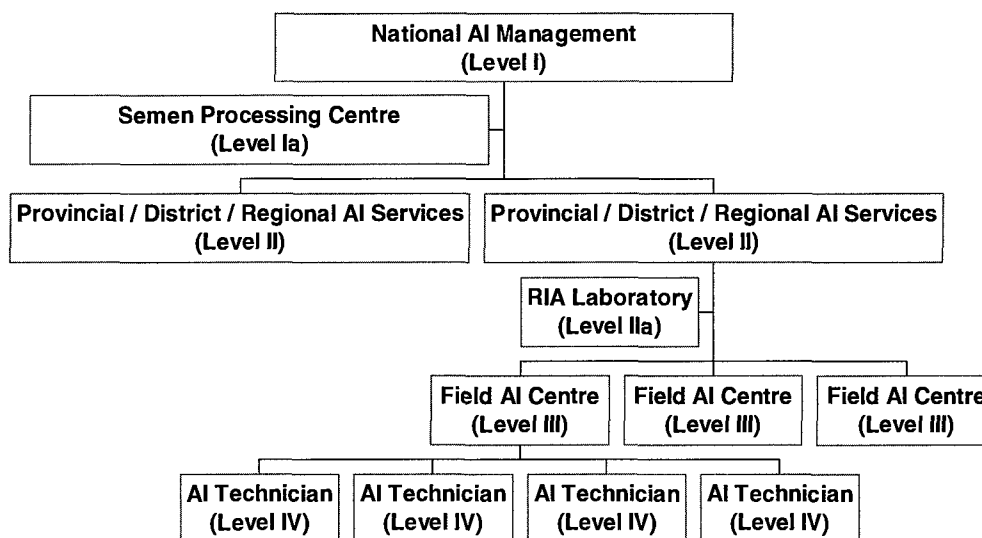 National AI Management
(Level I)
Semen Processing Centre
(Level Ia)
Provincial / District / Regional AI Services
(Level II)
Provincial / District / Regional AI Services
(Level II)
RIA Laboratory
(Level IIa)
Field AI Centre
(Level III)
Field AI Centre
(Level III)
Field AI Centre
(Level III)
AI Technician
(Level IV)
AI Technician
(Level IV)
AI Technician
(Level IV)
AI Technician
(Level IV)